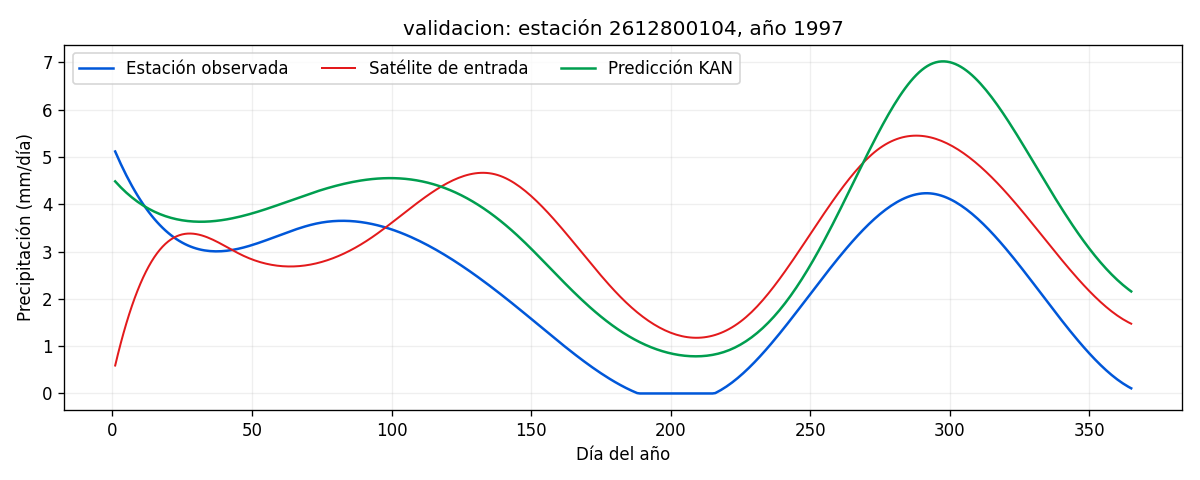 validacion: estación 2612800104, año 1997
Estación observada
Satélite de entrada
Predicción KAN
Precipitación (mm/día)
7
6
5
4
3
2
1
0
0 50 100 150 200 250 300 350
Día del año